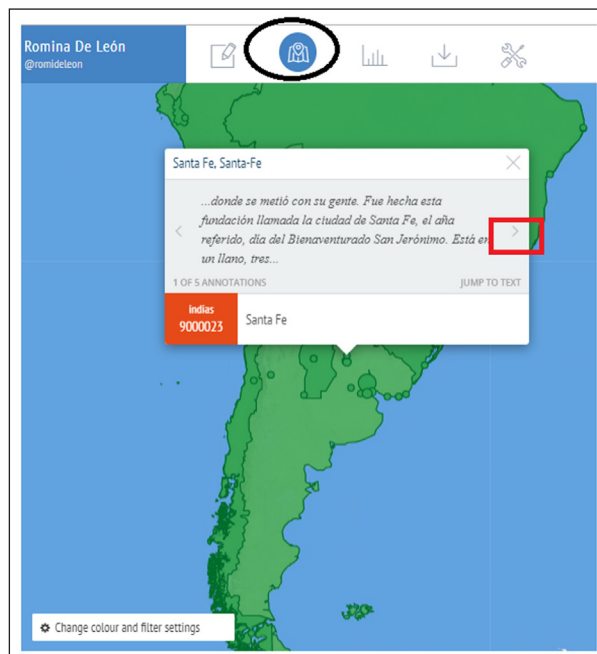 Romina De León
@romideleon
Santa Fe, Santa-Fe
...donde se metió con su gente. Fue hecha esta
fundación llamada la ciudad de Santa Fe, el año
referido, día del Bienaventurado San Jerónimo. Está en
un llano, tres...
1 OF 5 ANNOTATIONS
JUMP TO TEXT
indias
9000023
Santa Fe
Change colour and filter settings